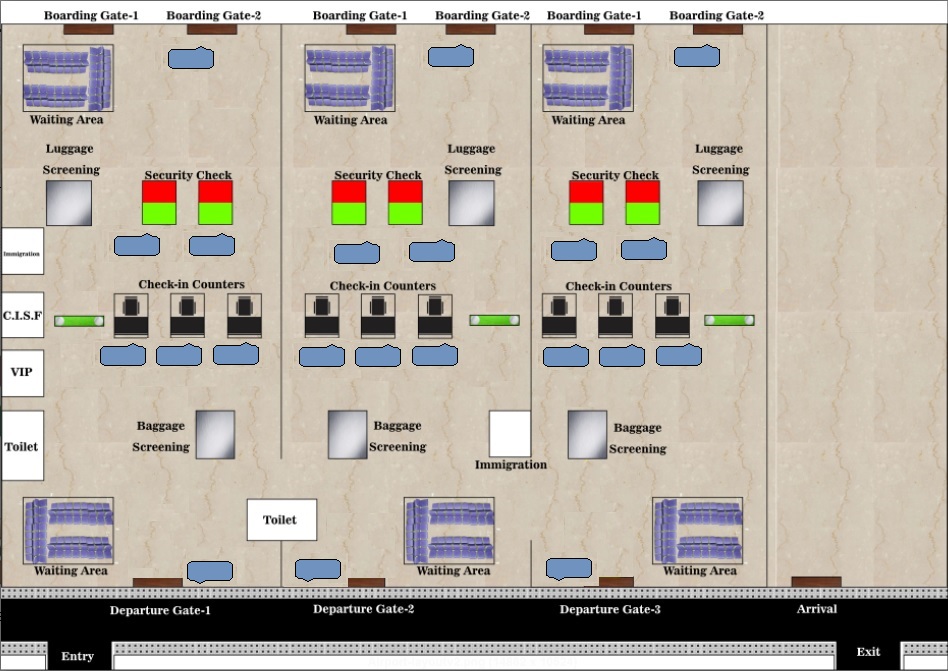 Boarding Gate-1
Boarding Gate-2
Boarding Gate-1
Boarding Gate-2
Boarding Gate-1
Boarding Gate-2
Waiting Area
Waiting Area
Waiting Area
Luggage
Screening
Luggage
Screening
Luggage
Screening
Security Check
Security Check
Security Check
Immigration
Check-in Counters
Check-in Counters
Check-in Counters
C.I.S.F
VIP
Toilet
Baggage
Screening
Baggage
Screening
Baggage
Screening
Immigration
Toilet
Waiting Area
Waiting Area
Waiting Area
Departure Gate-1
Departure Gate-2
Departure Gate-3
Arrival
Entry
Exit